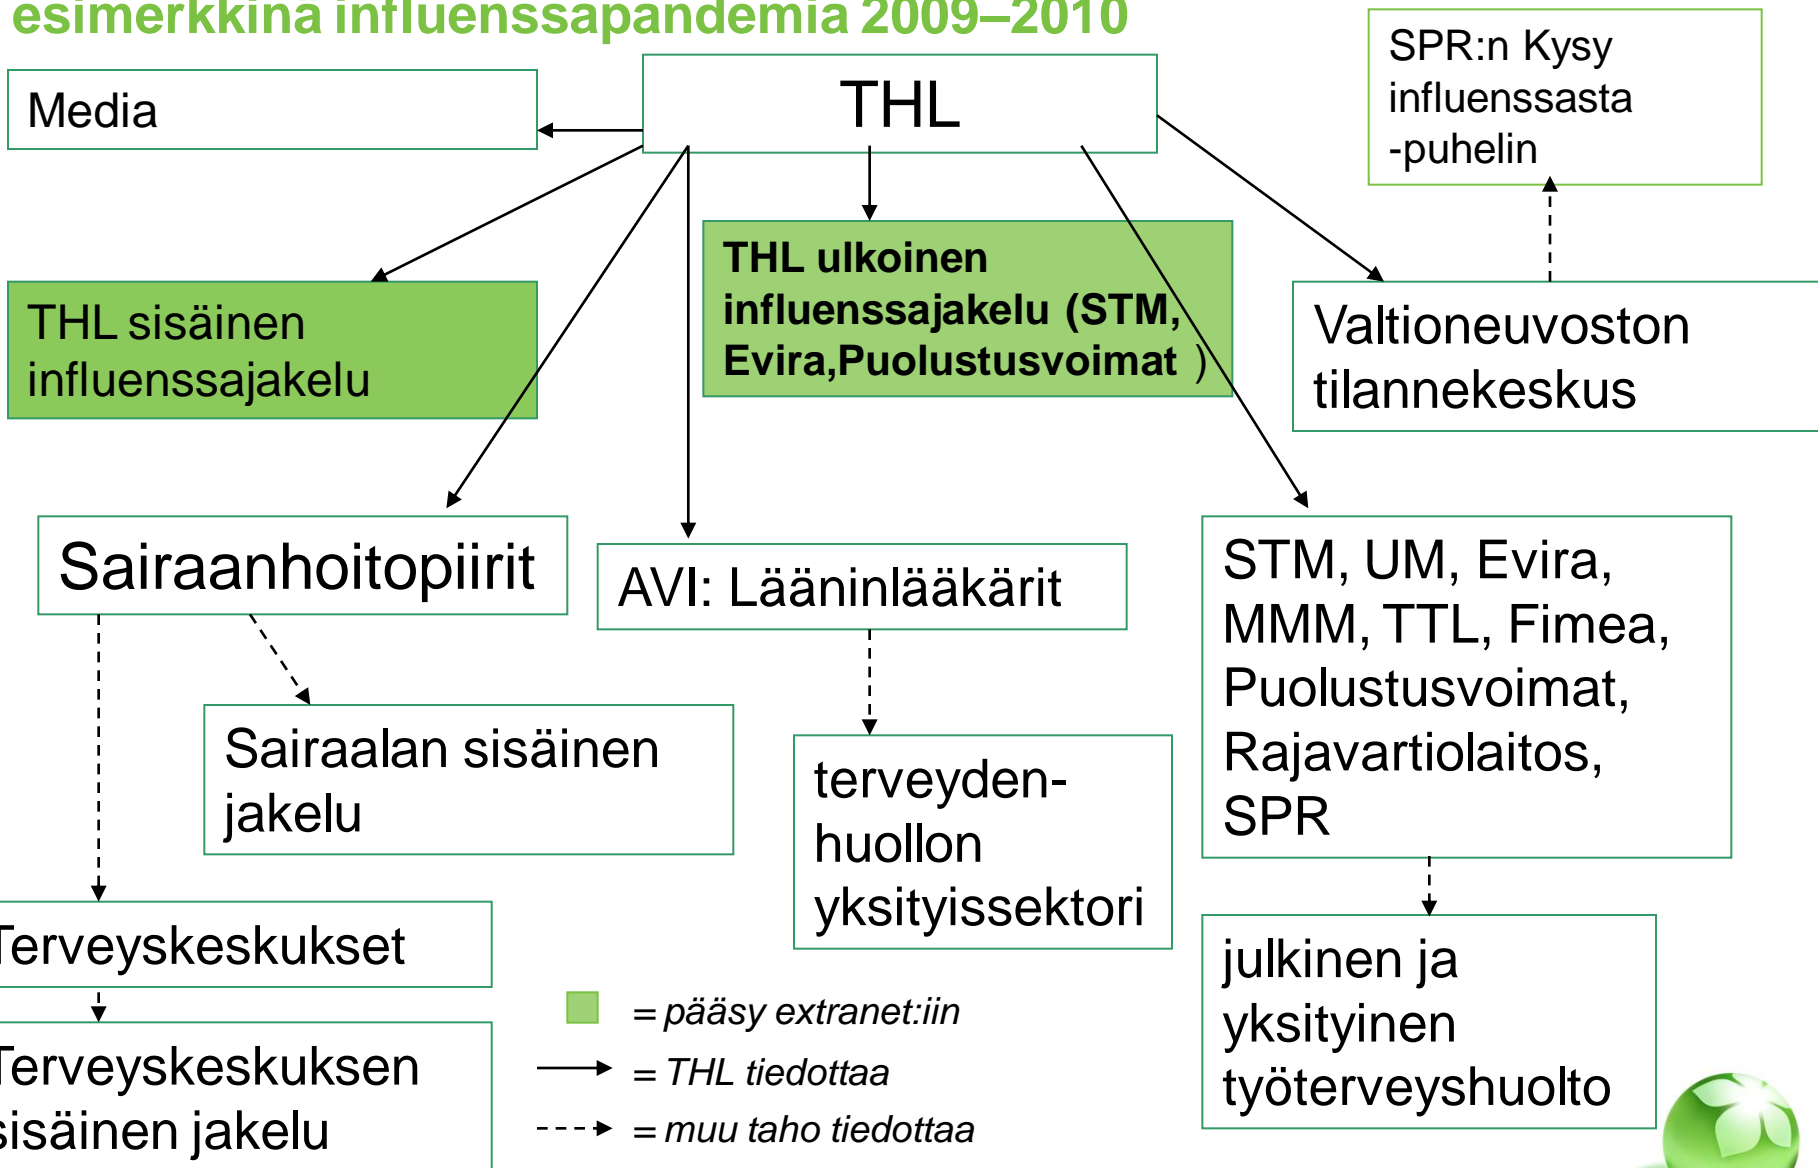 esimerkkinä influenssapandemia 2009–2010
SPR:n Kysy
influenssasta
-puhelin
Media
THL
THL sisäinen
influenssajakelu
THL ulkoinen
influenssajakelu (STM,
Evira,Puolustusvoimat )
Valtioneuvoston
tilannekeskus
Sairaanhoitopiirit
AVI: Lääninlääkärit
STM, UM, Evira,
MMM, TTL, Fimea,
Puolustusvoimat,
Rajavartiolaitos,
SPR
Sairaalan sisäinen
jakelu
terveyden-
huollon
yksityissektori
Terveyskeskukset
Terveyskeskuksen
sisäinen jakelu
julkinen ja
yksityinen
työterveyshuolto
= pääsy extranet:iin
= THL tiedottaa
= muu taho tiedottaa